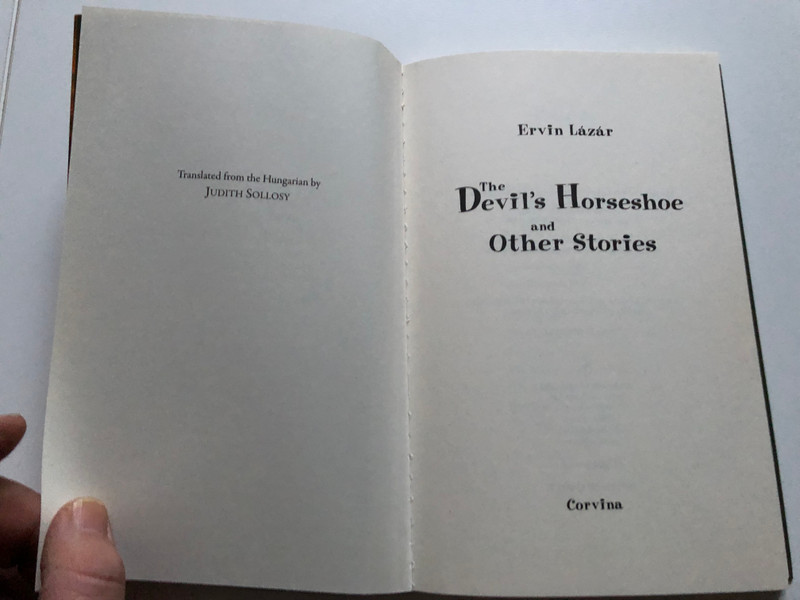 Translated from the Hungarian by
JUDITH SOLLOSY
Ervin Lázár
The
Devil's Horseshoe
and
Other Stories
Corvina